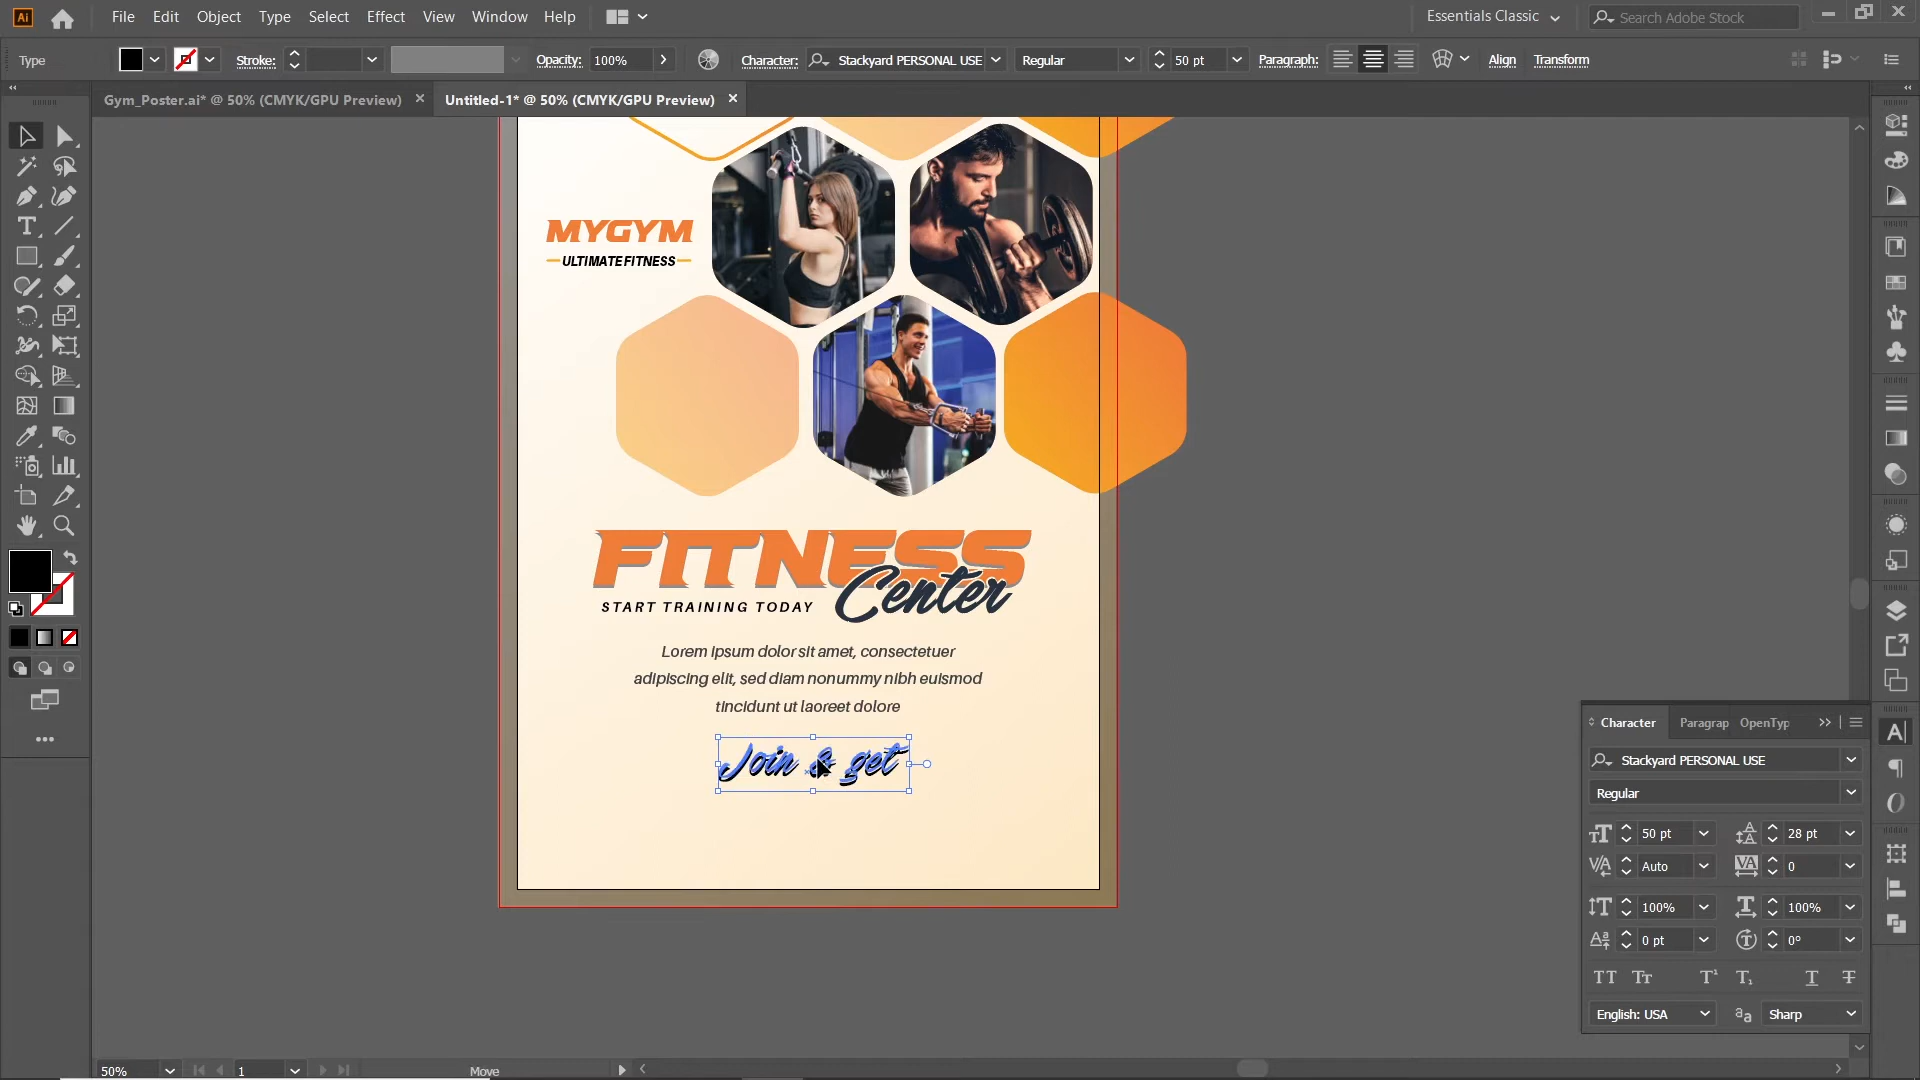 Ai
File Edit Object Type Select Effect View Window Help
Essentials Classic
Search Adobe Stock
Type
Stroke:
Opacity: 100%
Character: Stackyard PERSONAL USE Regular 50 pt
Paragraph:
Align Transform
Gym_Poster.ai* @ 50% (CMYK/GPU Preview)
Untitled-1* @ 50% (CMYK/GPU Preview)
MYGYM
ULTIMATE FITNESS
FITNESS
Center
START TRAINING TODAY
Lorem ipsum dolor sit amet, consectetuer
adipiscing elit, sed diam nonummy nibh euismod
tincidunt ut laoreet dolore
Join & get
Character Paragrap OpenTyp
Stackyard PERSONAL USE
Regular
50 pt 28 pt
Auto 0
100% 100%
0 pt 0°
English: USA Sharp
50% 1 Move